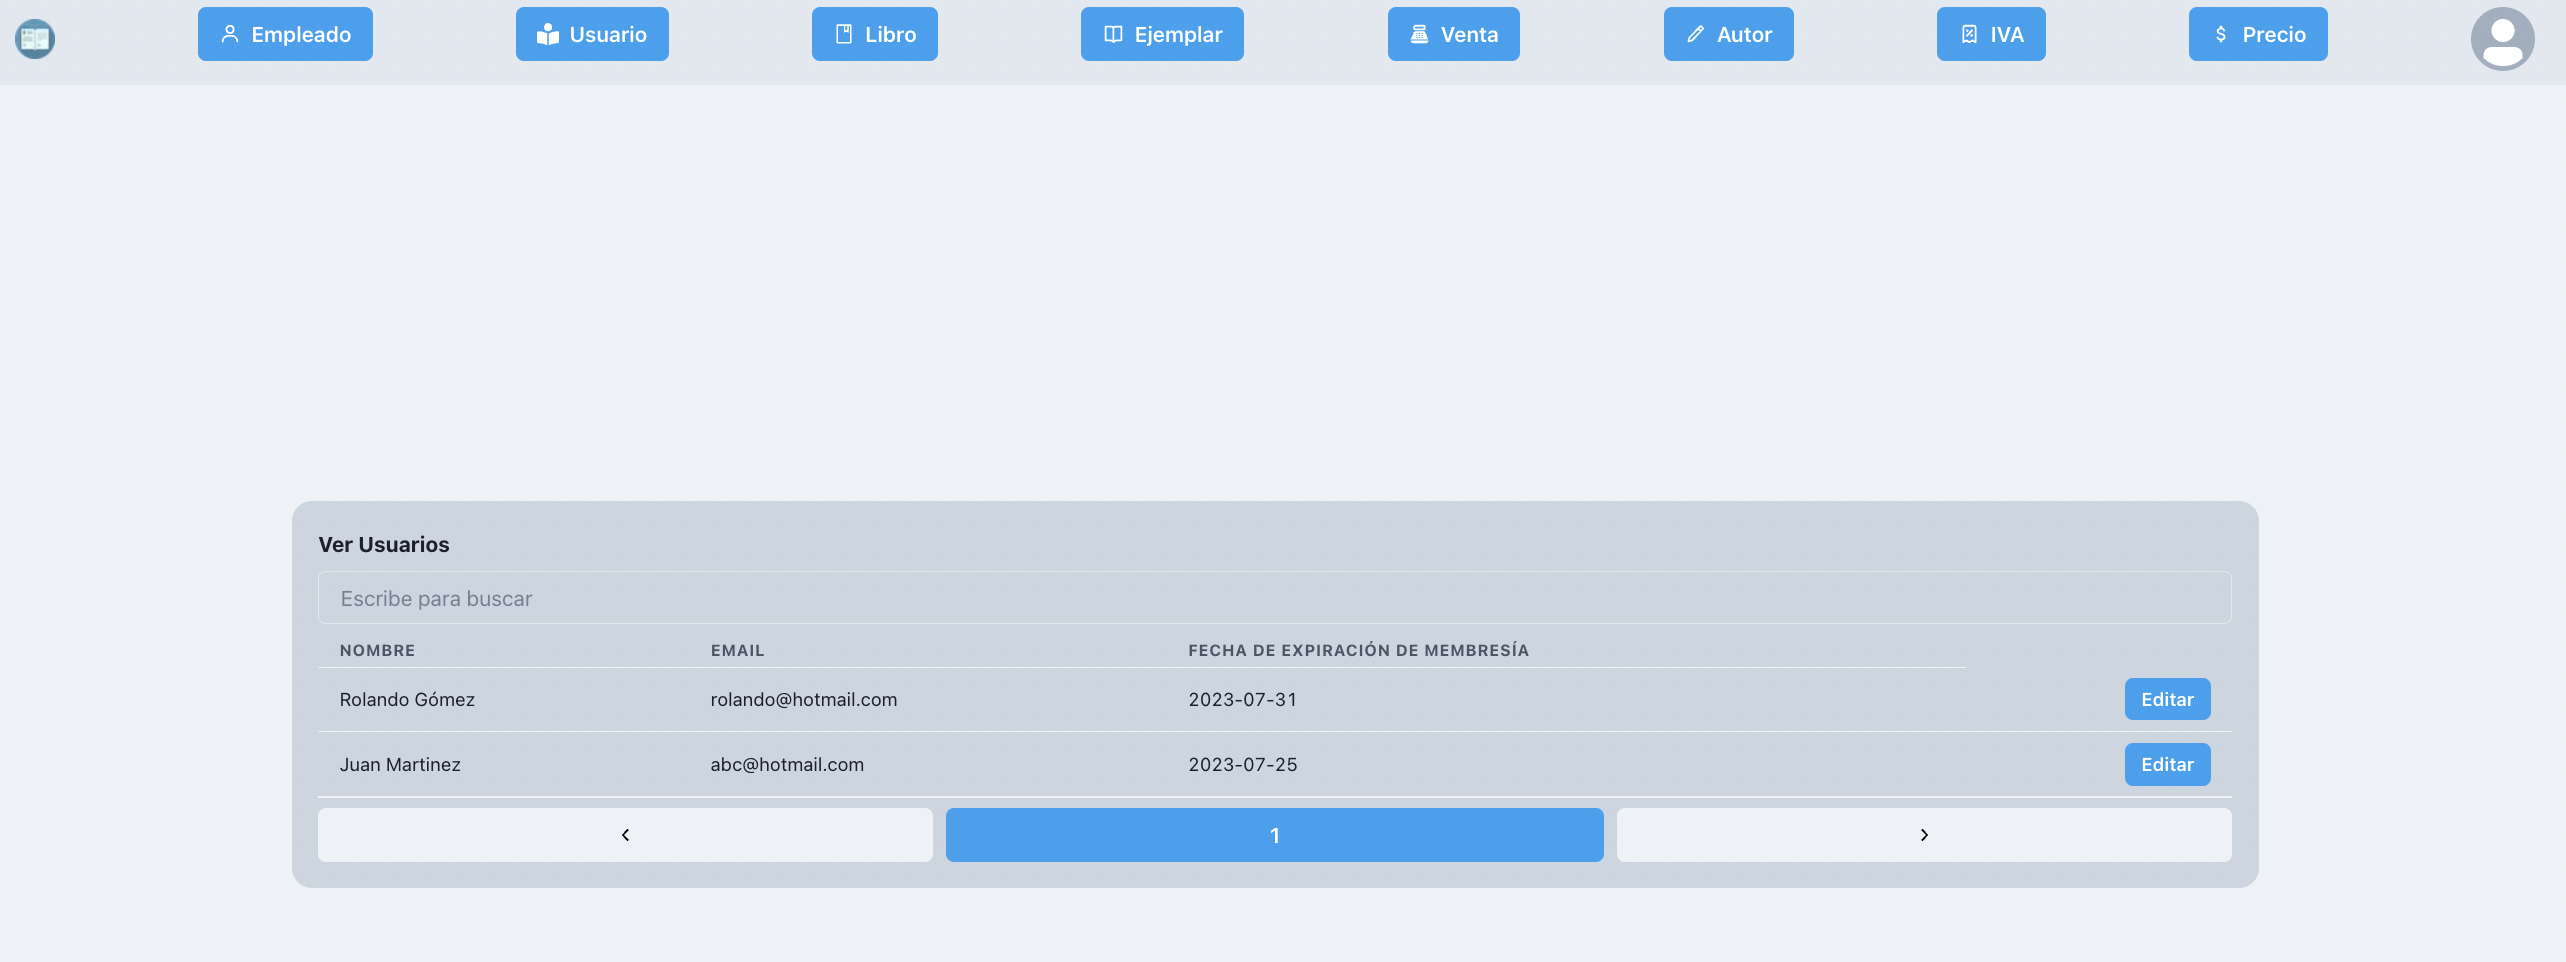 Empleado Usuario Libro Ejemplar Venta Autor IVA Precio
Ver Usuarios
Escribe para buscar
NOMBRE EMAIL FECHA DE EXPIRACIÓN DE MEMBRESÍA
Rolando Gómez rolando@hotmail.com 2023-07-31 Editar
Juan Martinez abc@hotmail.com 2023-07-25 Editar
‹ 1 ›